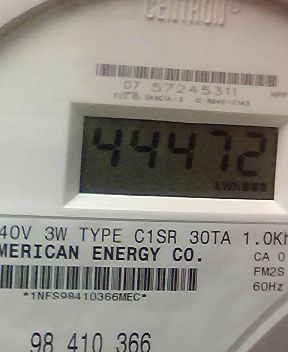 CENTRON®
07 57245311
44472
kWh
40V 3W TYPE C1SR 30TA 1.0Kh
MERICAN ENERGY CO.
CA 0
FM2S
60Hz
*1NFS98410366MEC*
98 410 366